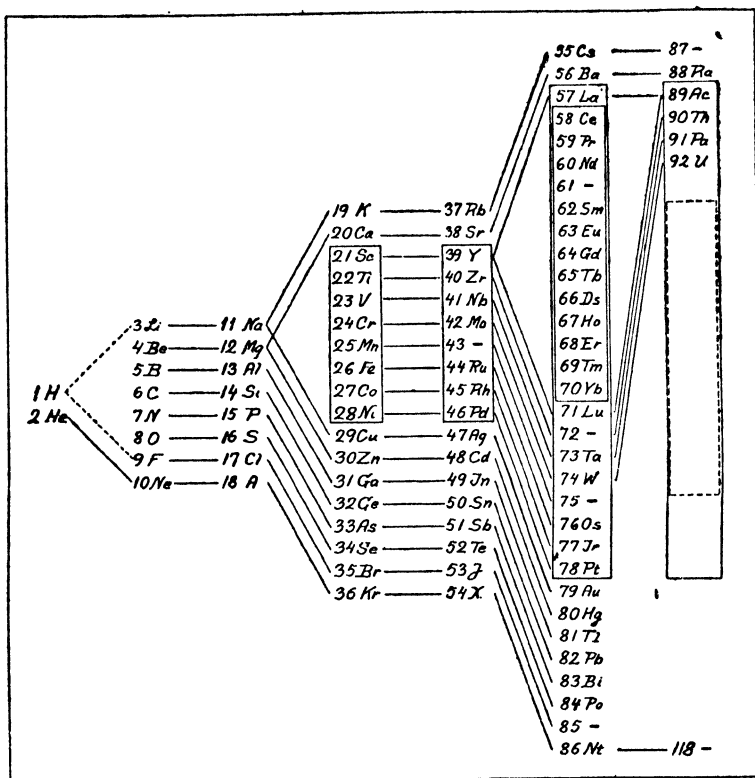 1 H
2 He
3 Li
4 Be
5 B
6 C
7 N
8 O
9 F
10 Ne
11 Na
12 Mg
13 Al
14 Si
15 P
16 S
17 Cl
18 A
19 K
20 Ca
21 Sc
22 Ti
23 V
24 Cr
25 Mn
26 Fe
27 Co
28 Ni
29 Cu
30 Zn
31 Ga
32 Ge
33 As
34 Se
35 Br
36 Kr
37 Rb
38 Sr
39 Y
40 Zr
41 Nb
42 Mo
43 -
44 Ru
45 Rh
46 Pd
47 Ag
48 Cd
49 Jn
50 Sn
51 Sb
52 Te
53 J
54 X
55 Cs
56 Ba
57 La
58 Ce
59 Pr
60 Nd
61 -
62 Sm
63 Eu
64 Gd
65 Tb
66 Ds
67 Ho
68 Er
69 Tm
70 Yb
71 Lu
72 -
73 Ta
74 W
75 -
76 Os
77 Jr
78 Pt
79 Au
80 Hg
81 Tl
82 Pb
83 Bi
84 Po
85 -
86 Nt
87 -
88 Ra
89 Ac
90 Th
91 Pa
92 U
118 -